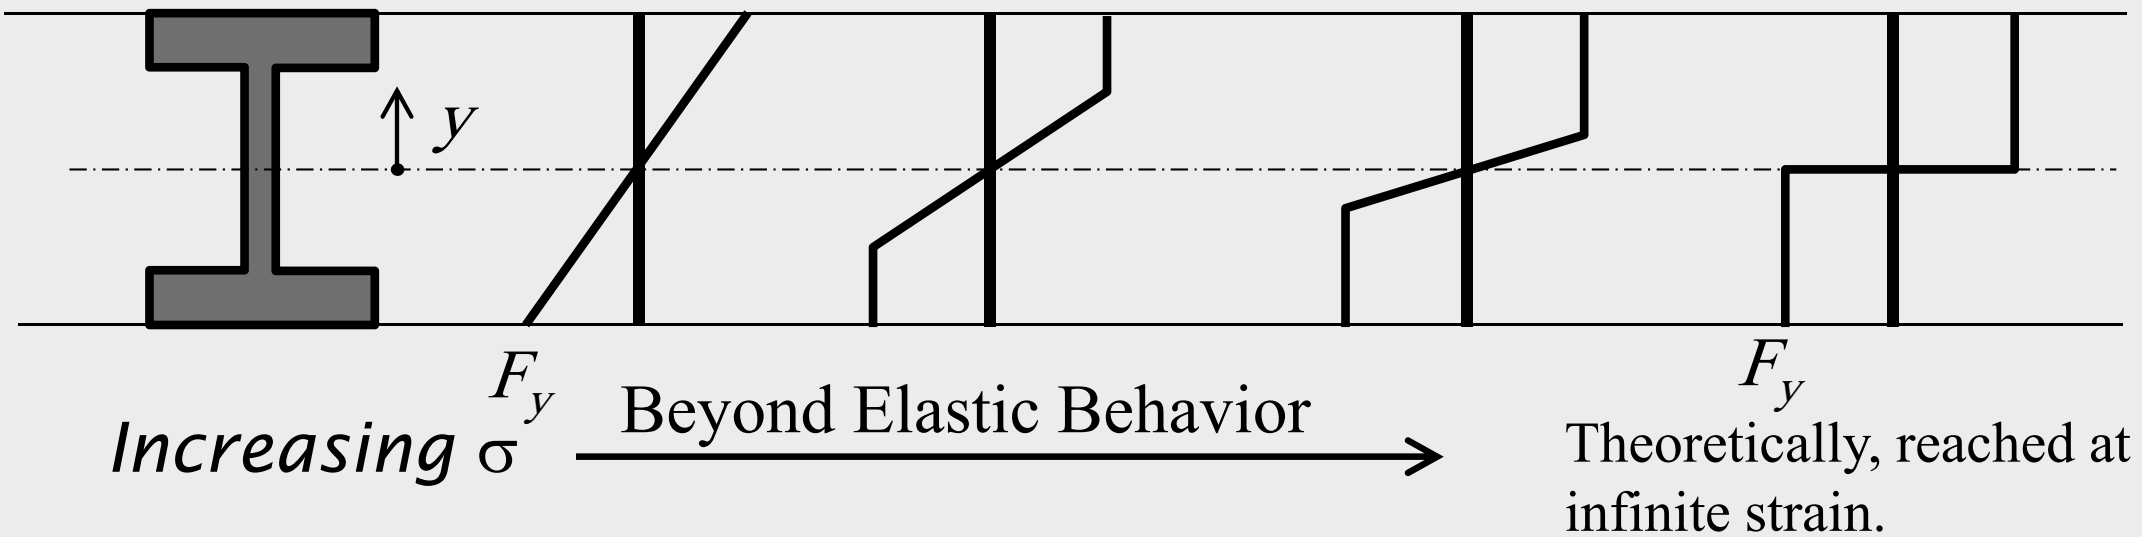 y
F_y
F_y
Beyond Elastic Behavior
Increasing σ
Theoretically, reached at
infinite strain.